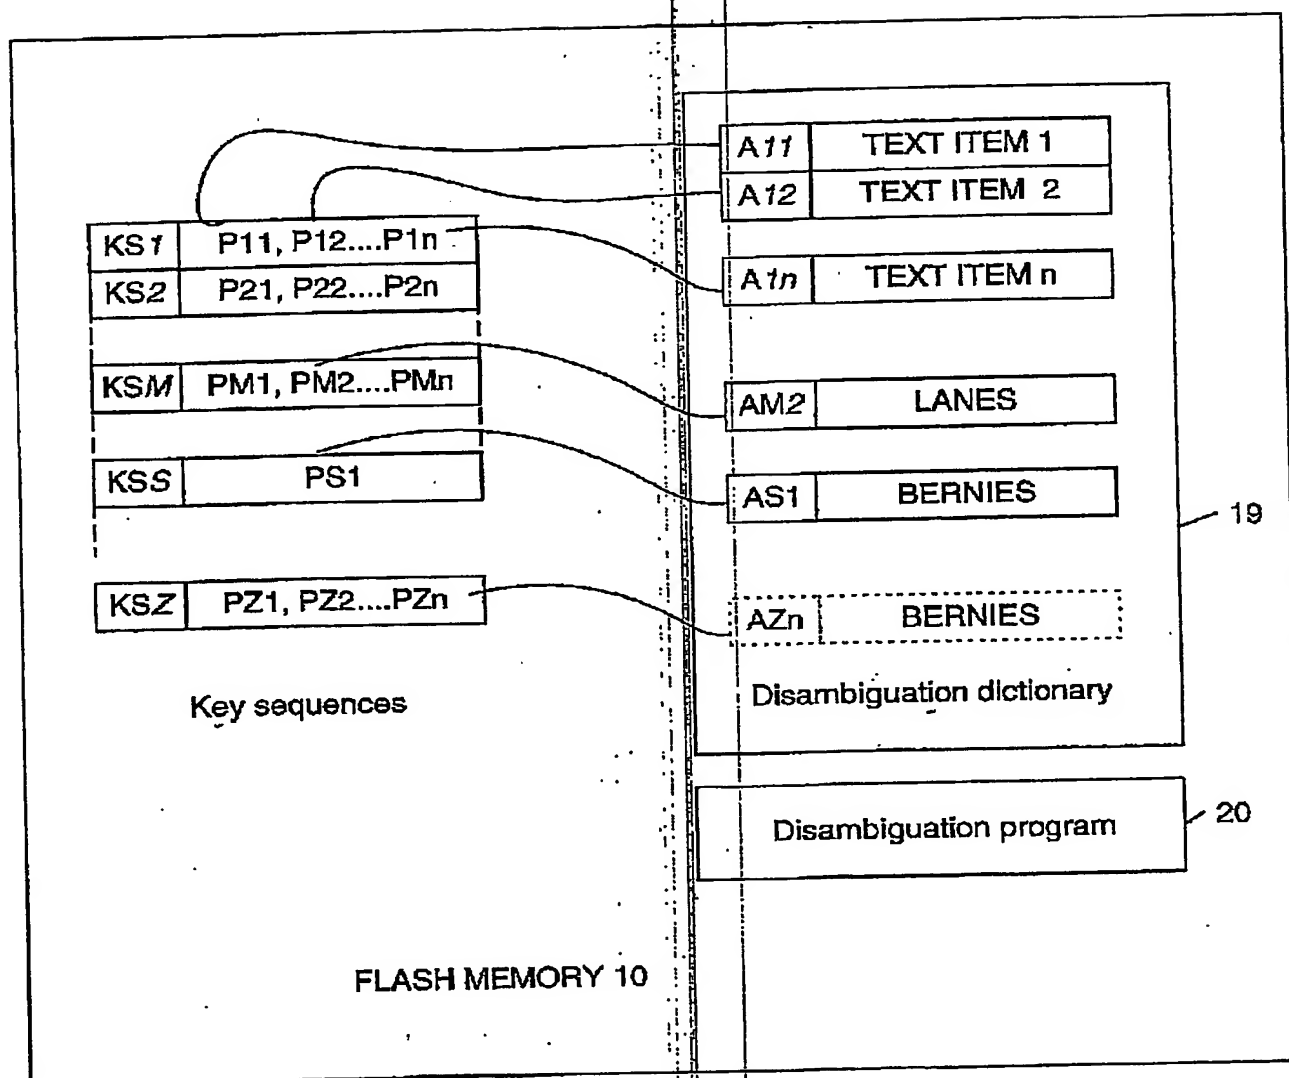 A11 TEXT ITEM 1
A12 TEXT ITEM 2
KS1 P11, P12....P1n
KS2 P21, P22....P2n
A1n TEXT ITEM n
KSM PM1, PM2....PMn
AM2 LANES
KSS PS1
AS1 BERNIES
19
KSZ PZ1, PZ2....PZn
AZn BERNIES
Key sequences
Disambiguation dictionary
Disambiguation program
20
FLASH MEMORY 10